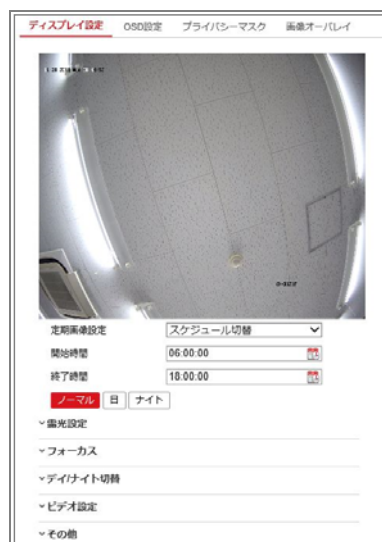 ディスプレイ設定 OSD設定 プライバシーマスク 画像オーバレイ
定期画像設定 スケジュール切替
開始時間 06:00:00
終了時間 18:00:00
ノーマル 日 ナイト
露光設定
フォーカス
デイ/ナイト切替
ビデオ設定
その他